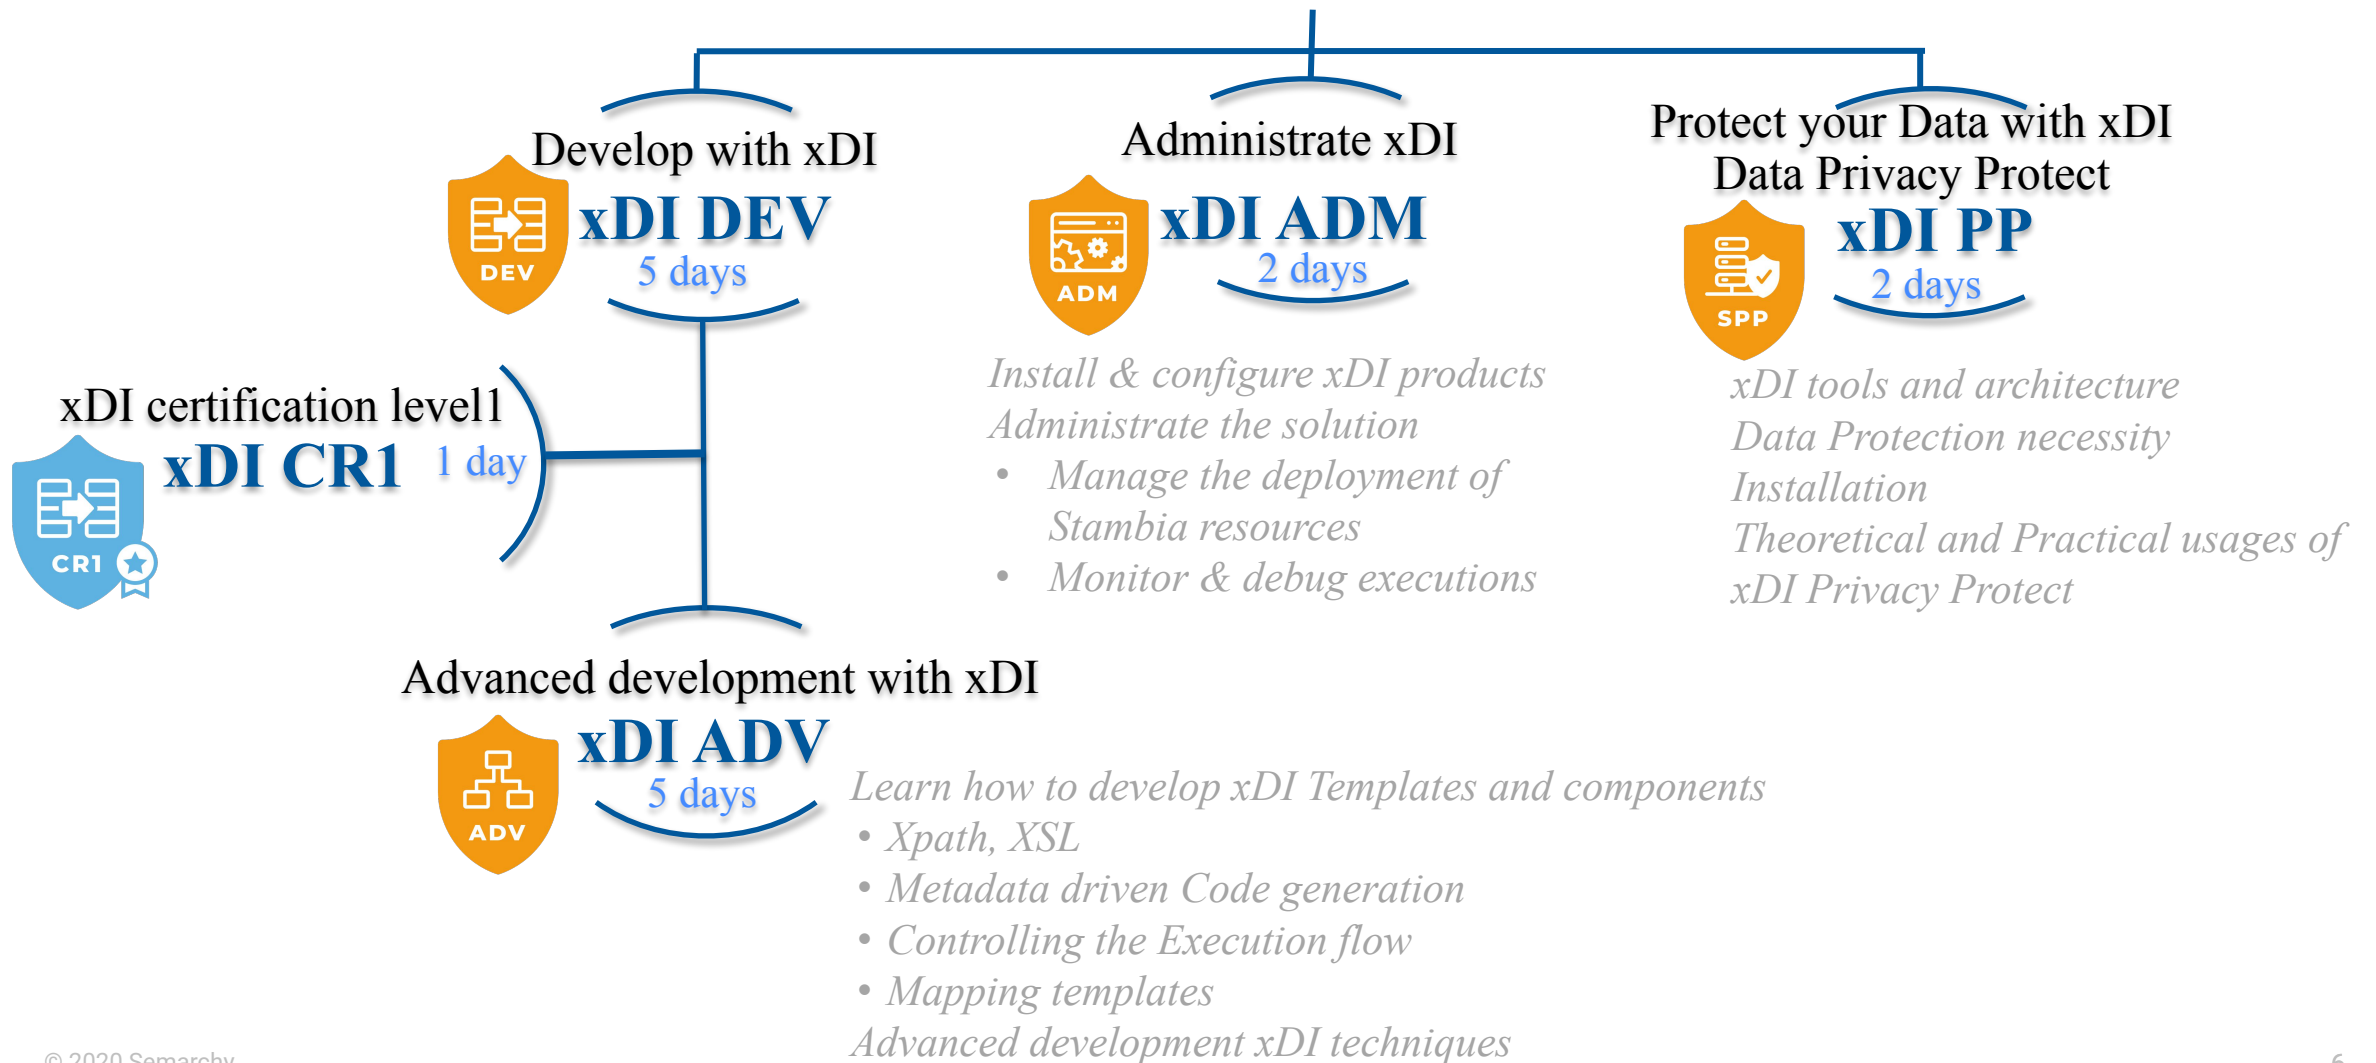 Develop with xDI
xDI DEV
5 days
DEV
Administrate xDI
xDI ADM
2 days
ADM
Protect your Data with xDI
Data Privacy Protect
xDI PP
2 days
SPP
xDI certification level1
xDI CR1 1 day
CR1
Install & configure xDI products
Administrate the solution
• Manage the deployment of
Stambia resources
• Monitor & debug executions
xDI tools and architecture
Data Protection necessity
Installation
Theoretical and Practical usages of
xDI Privacy Protect
Advanced development with xDI
xDI ADV
5 days
ADV
Learn how to develop xDI Templates and components
• Xpath, XSL
• Metadata driven Code generation
• Controlling the Execution flow
• Mapping templates
Advanced development xDI techniques
© 2020 Semarchy
6